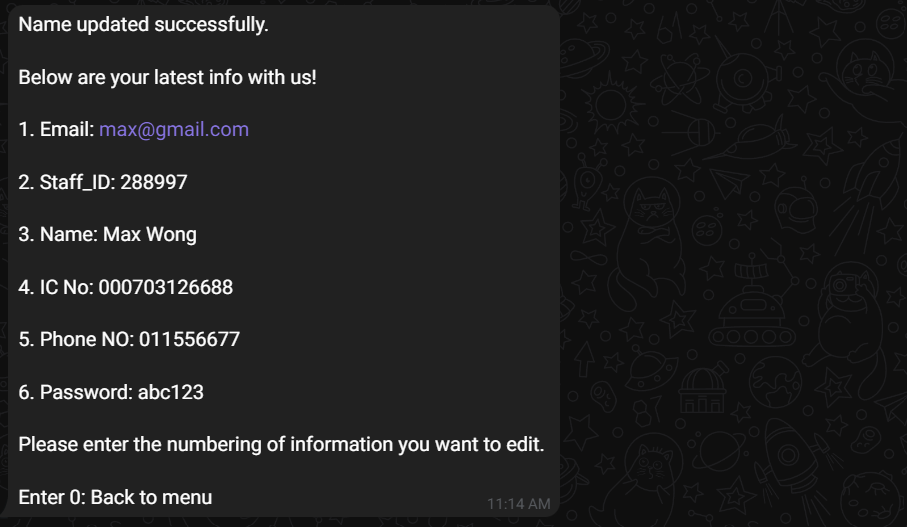 Name updated successfully.
Below are your latest info with us!
1. Email: max@gmail.com
2. Staff_ID: 288997
3. Name: Max Wong
4. IC No: 000703126688
5. Phone NO: 011556677
6. Password: abc123
Please enter the numbering of information you want to edit.
Enter 0: Back to menu
11:14 AM